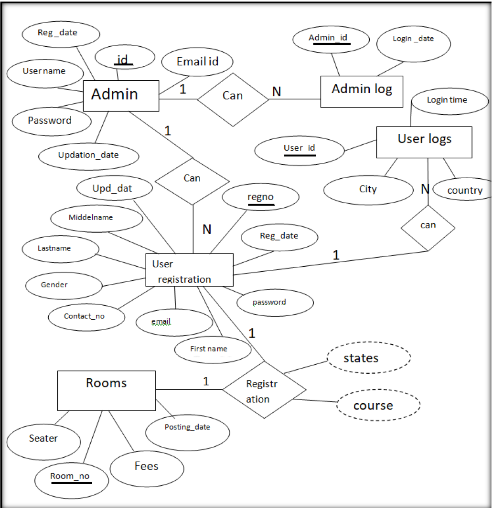 Reg _date
Admin_id
Login _date
id
Email id
Username
Admin
1
Can
N
Admin log
Login time
Password
1
User logs
User_id
Updation_date
Can
Upd_dat
regno
City
N
country
Middelname
can
N
Reg_date
Lastname
User
registration
1
Gender
password
Contact_no
email
First name
1
states
Rooms
1
Registr
ation
course
Posting_date
Seater
Fees
Room_no